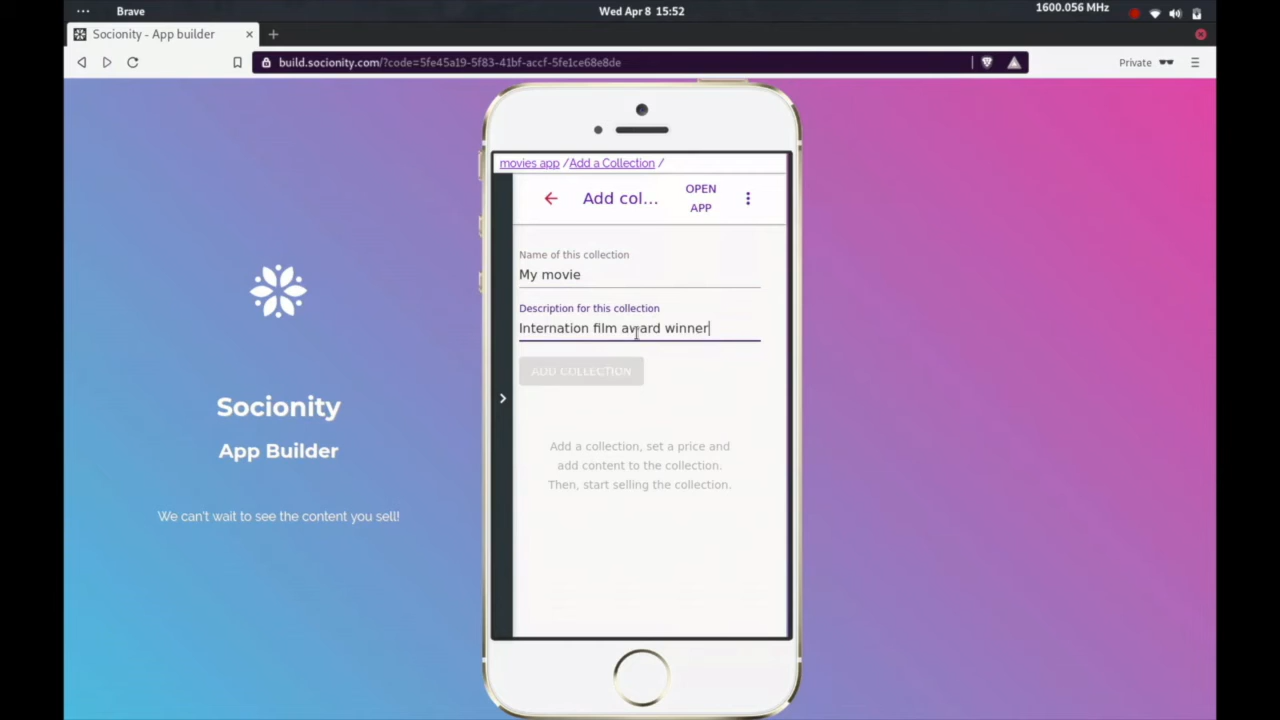 Brave
Wed Apr 8 15:52
1600.056 MHz
Socionity - App builder
build.socionity.com/?code=5fe45a19-5f83-41bf-accf-5fe1ce68e8de
Private
movies app /Add a Collection /
Add col...
OPEN
APP
Name of this collection
My movie
Description for this collection
Internation film award winner
ADD COLLECTION
Add a collection, set a price and
add content to the collection.
Then, start selling the collection.
Socionity
App Builder
We can't wait to see the content you sell!